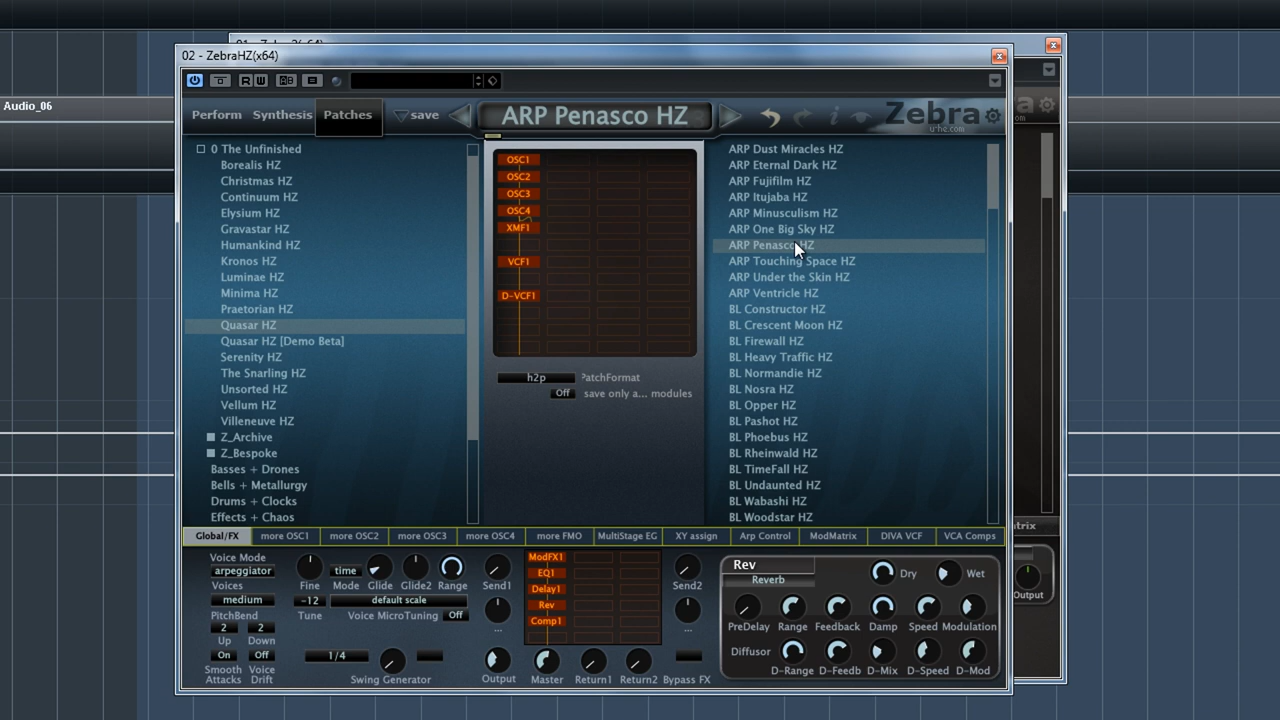 02 - ZebraHZ(x64)
Audio_06
R W
Perform Synthesis Patches save ARP Penasco HZ Zebra
u-he.com
0 The Unfinished
Borealis HZ
Christmas HZ
Continuum HZ
Elysium HZ
Gravastar HZ
Humankind HZ
Kronos HZ
Luminae HZ
Minima HZ
Praetorian HZ
Quasar HZ
Quasar HZ [Demo Beta]
Serenity HZ
The Snarling HZ
Unsorted HZ
Vellum HZ
Villeneuve HZ
Z_Archive
Z_Bespoke
Basses + Drones
Bells + Metallurgy
Drums + Clocks
Effects + Chaos
OSC1
OSC2
OSC3
OSC4
XMF1
VCF1
D-VCF1
h2p PatchFormat
Off save only a... modules
ARP Dust Miracles HZ
ARP Eternal Dark HZ
ARP Fujifilm HZ
ARP Itujaba HZ
ARP Minusculism HZ
ARP One Big Sky HZ
ARP Penasco HZ
ARP Touching Space HZ
ARP Under the Skin HZ
ARP Ventricle HZ
BL Constructor HZ
BL Crescent Moon HZ
BL Firewall HZ
BL Heavy Traffic HZ
BL Normandie HZ
BL Nosra HZ
BL Opper HZ
BL Pashot HZ
BL Phoebus HZ
BL Rheinwald HZ
BL TimeFall HZ
BL Undaunted HZ
BL Wabashi HZ
BL Woodstar HZ
Global/FX more OSC1 more OSC2 more OSC3 more OSC4 more FMO MultiStage EG XY assign Arp Control ModMatrix DIVA VCF VCA Comps
Voice Mode
arpeggiator
Voices
medium
PitchBend
2 2
Up Down
On Off
Smooth Attacks
Voice Drift
Fine time Mode Glide Glide2 Range
-12 default scale
Tune Voice MicroTuning Off
1/4
Swing Generator
Send1
...
Output
ModFX1
EQ1
Delay1
Rev
Comp1
Master Return1 Return2 Bypass FX
Send2
...
Rev
Reverb
Dry Wet
PreDelay Range Feedback Damp Speed Modulation
Diffusor
D-Range D-Feedb D-Mix D-Speed D-Mod
Output